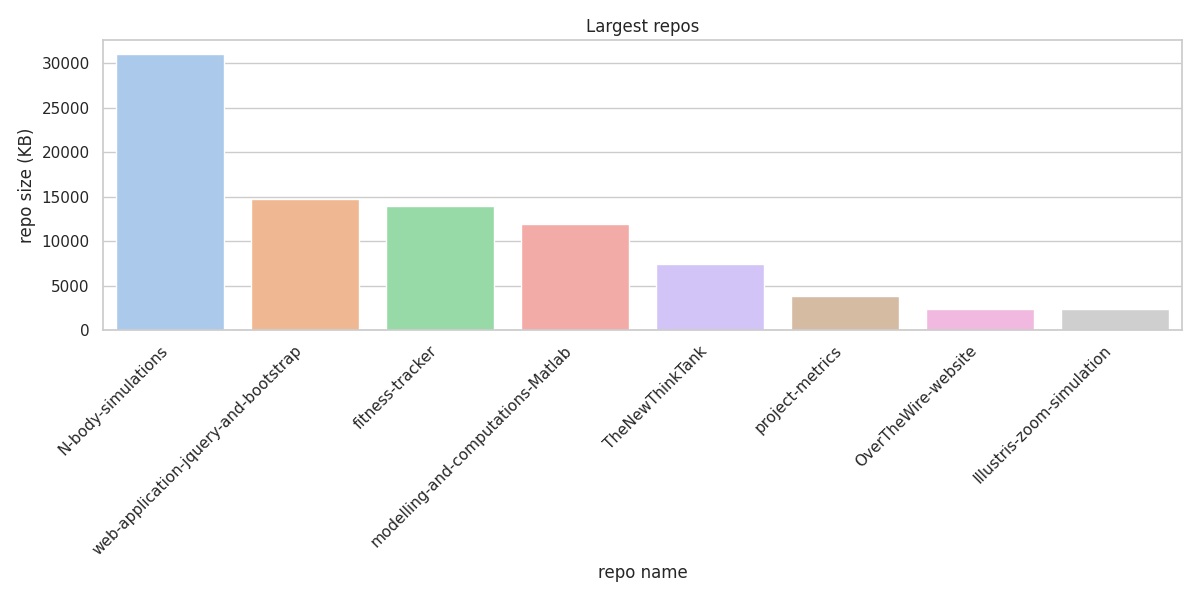 Largest repos
repo size (KB)
30000
25000
20000
15000
10000
5000
0
N-body-simulations
web-application-jquery-and-bootstrap
fitness-tracker
modelling-and-computations-Matlab
TheNewThinkTank
project-metrics
OverTheWire-website
Illustris-zoom-simulation
repo name